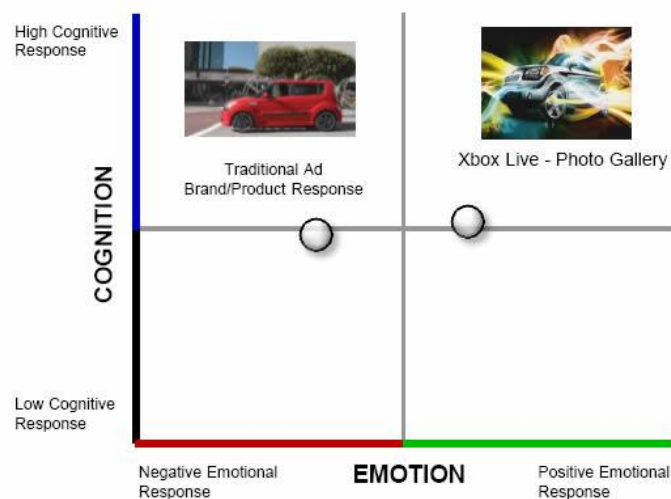 High Cognitive
Response
Traditional Ad
Brand/Product Response
Xbox Live - Photo Gallery
COGNITION
Low Cognitive
Response
Negative Emotional
Response
EMOTION
Positive Emotional
Response